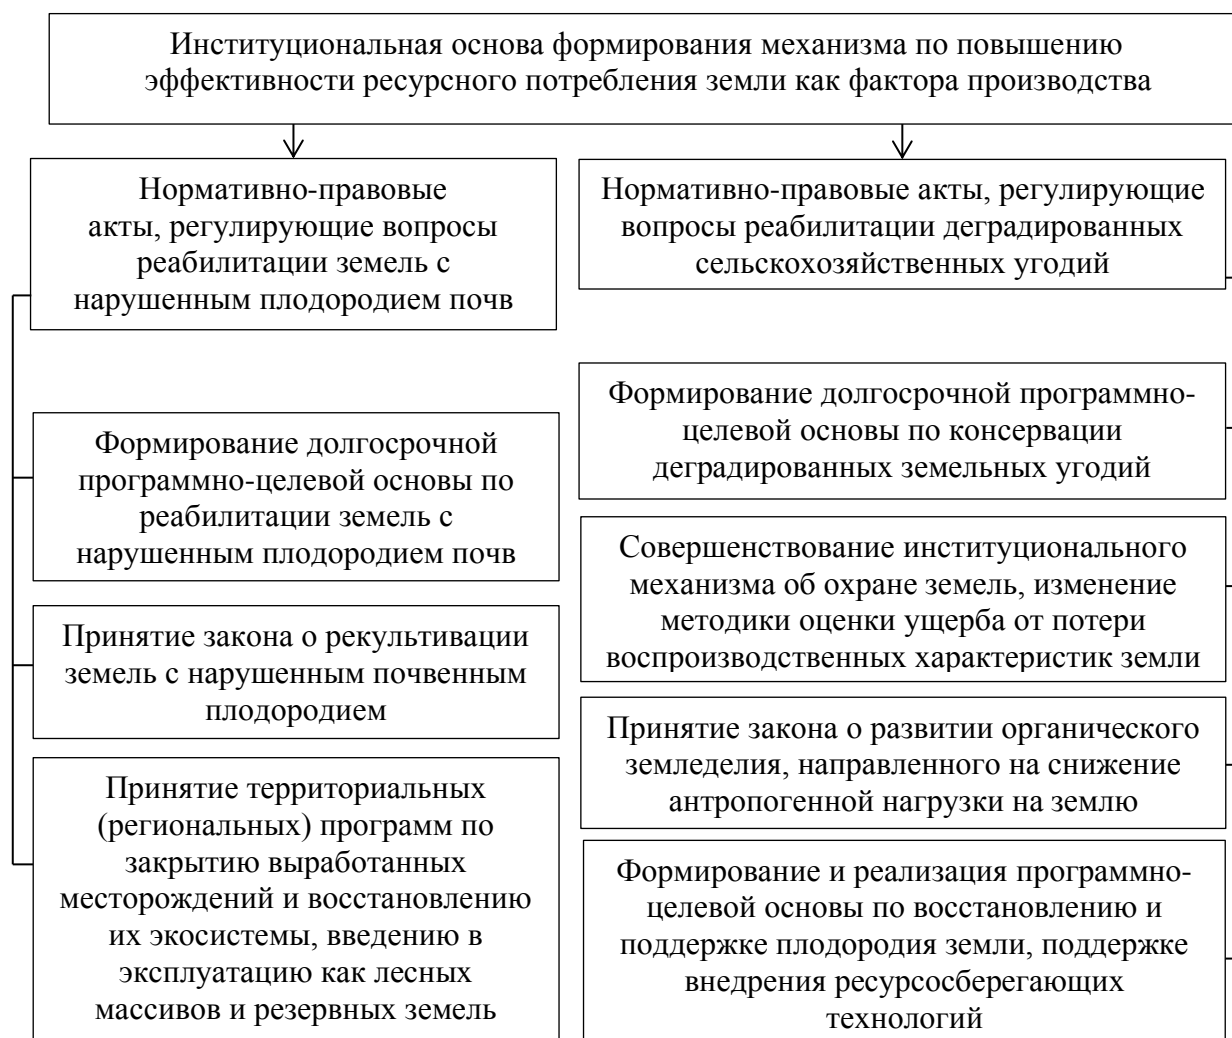 Институциональная основа формирования механизма по повышению
эффективности ресурсного потребления земли как фактора производства
Нормативно-правовые
акты, регулирующие вопросы
реабилитации земель с
нарушенным плодородием почв
Формирование долгосрочной
программно-целевой основы по
реабилитации земель с
нарушенным плодородием почв
Принятие закона о рекультивации
земель с нарушенным почвенным
плодородием
Принятие территориальных
(региональных) программ по
закрытию выработанных
месторождений и восстановлению
их экосистемы, введению в
эксплуатацию как лесных
массивов и резервных земель
Нормативно-правовые акты, регулирующие
вопросы реабилитации деградированных
сельскохозяйственных угодий
Формирование долгосрочной программно-
целевой основы по консервации
деградированных земельных угодий
Совершенствование институционального
механизма об охране земель, изменение
методики оценки ущерба от потери
воспроизводственных характеристик земли
Принятие закона о развитии органического
земледелия, направленного на снижение
антропогенной нагрузки на землю
Формирование и реализация программно-
целевой основы по восстановлению и
поддержке плодородия земли, поддержке
внедрения ресурсосберегающих
технологий